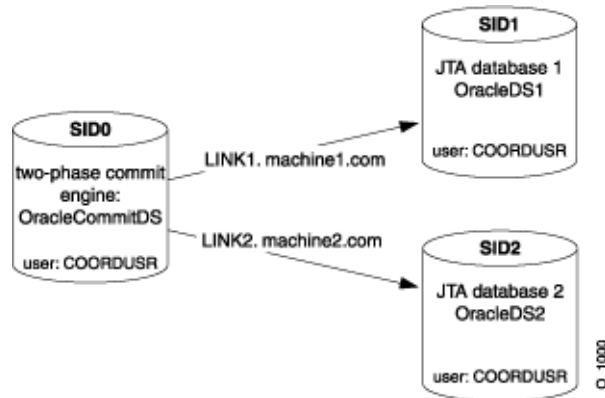 SID0
two-phase commit
engine:
OracleCommitDS
user: COORDUSR
LINK1. machine1.com
LINK2. machine2.com
SID1
JTA database 1
OracleDS1
user: COORDUSR
SID2
JTA database 2
OracleDS2
user: COORDUSR
O_1000